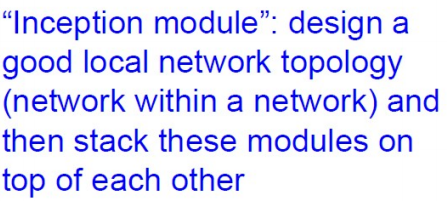 “Inception module”: design a
good local network topology
(network within a network) and
then stack these modules on
top of each other